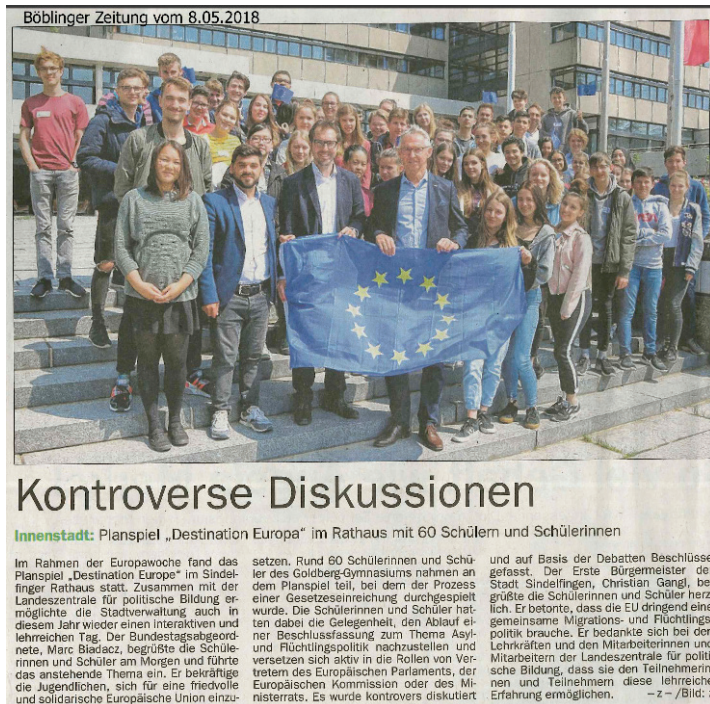 Böblinger Zeitung vom 8.05.2018
Kontroverse Diskussionen
Innenstadt: Planspiel „Destination Europa“ im Rathaus mit 60 Schülern und Schülerinnen
Im Rahmen der Europawoche fand das
Planspiel „Destination Europe“ im Sindel-
finger Rathaus statt. Zusammen mit der
Landeszentrale für politische Bildung er-
möglichte die Stadtverwaltung auch in
diesem Jahr wieder einen interaktiven und
lehrreichen Tag. Der Bundestagsabgeord-
nete, Marc Biadacz, begrüßte die Schüle-
rinnen und Schüler am Morgen und führte
das anstehende Thema ein. Er bekräftige
die Jugendlichen, sich für eine friedvolle
und solidarische Europäische Union einzu-
setzen. Rund 60 Schülerinnen und Schü-
ler des Goldberg-Gymnasiums nahmen an
dem Planspiel teil, bei dem der Prozess
einer Gesetzeseinreichung durchgespielt
wurde. Die Schülerinnen und Schüler hat-
ten dabei die Gelegenheit, den Ablauf ei-
ner Beschlussfassung zum Thema Asyl-
und Flüchtlingspolitik nachzustellen und
versetzen sich aktiv in die Rollen von Ver-
tretern des Europäischen Parlaments, der
Europäischen Kommission oder des Mi-
nisterrats. Es wurde kontrovers diskutiert
und auf Basis der Debatten Beschlüsse
gefasst. Der Erste Bürgermeister de
Stadt Sindelfingen, Christian Gangl, be
grüßte die Schülerinnen und Schüler herz
lich. Er betonte, dass die EU dringend eine
gemeinsame Migrations- und Flüchtlings
politik brauche. Er bedankte sich bei der
Lehrkräften und den Mitarbeiterinnen und
Mitarbeitern der Landeszentrale für politi
sche Bildung, dass sie den Teilnehmerin
nen und Teilnehmern diese lehrreiche
Erfahrung ermöglichen. – z – /Bild: